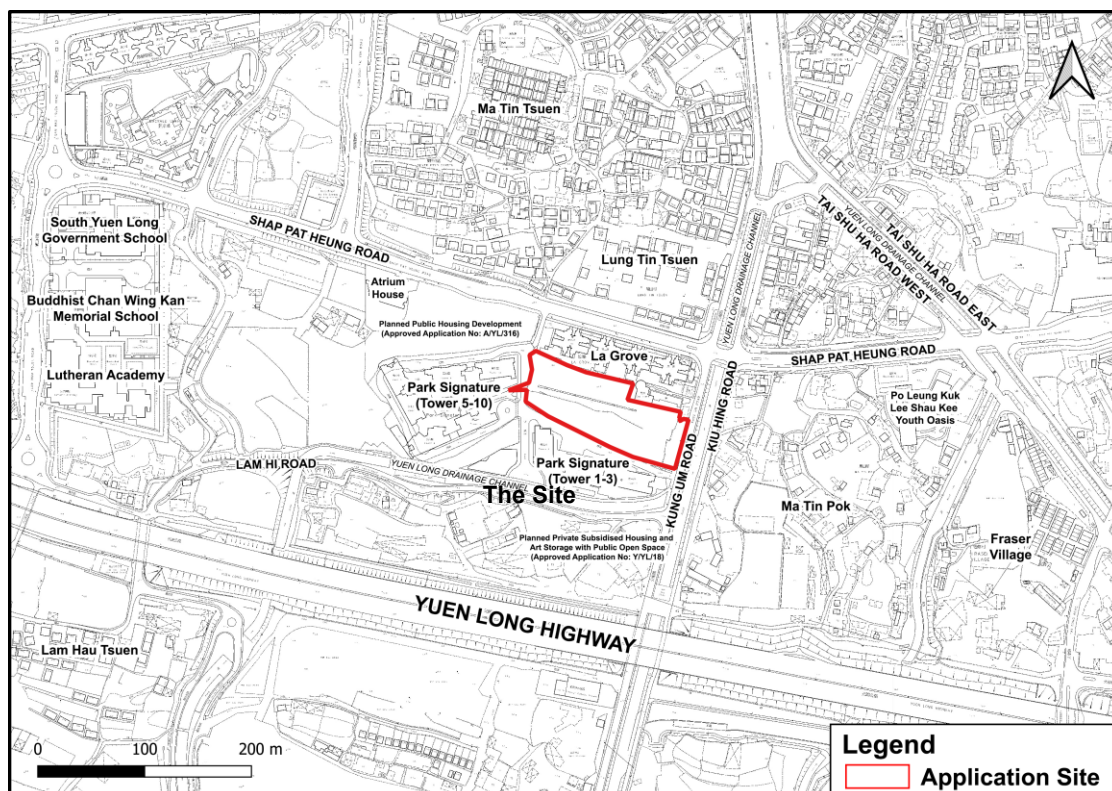 Ma Tin Tsuen
South Yuen Long
Government School
SHAP PAT HEUNG ROAD
Lung Tin Tsuen
YUEN LONG DRAINAGE CHANNEL
TAI SHU HA ROAD WEST
YUEN LONG DRAINAGE CHANNEL
TAI SHU HA ROAD EAST
Buddhist Chan Wing Kan
Memorial School
Atrium
House
Planned Public Housing Development
(Approved Application No: A/YL/316)
La Grove
SHAP PAT HEUNG ROAD
Lutheran Academy
Park Signature
(Tower 5-10)
KIU HING ROAD
Po Leung Kuk
Lee Shau Kee
Youth Oasis
LAM HI ROAD
YUEN LONG DRAINAGE CHANNEL
Park Signature
(Tower 1-3)
The Site
KUNG UM ROAD
Ma Tin Pok
Planned Private Subsidised Housing and
Art Storage with Public Open Space
(Approved Application No: Y/YL/18)
Fraser
Village
YUEN LONG HIGHWAY
Lam Hau Tsuen
0 100 200 m
Legend
Application Site